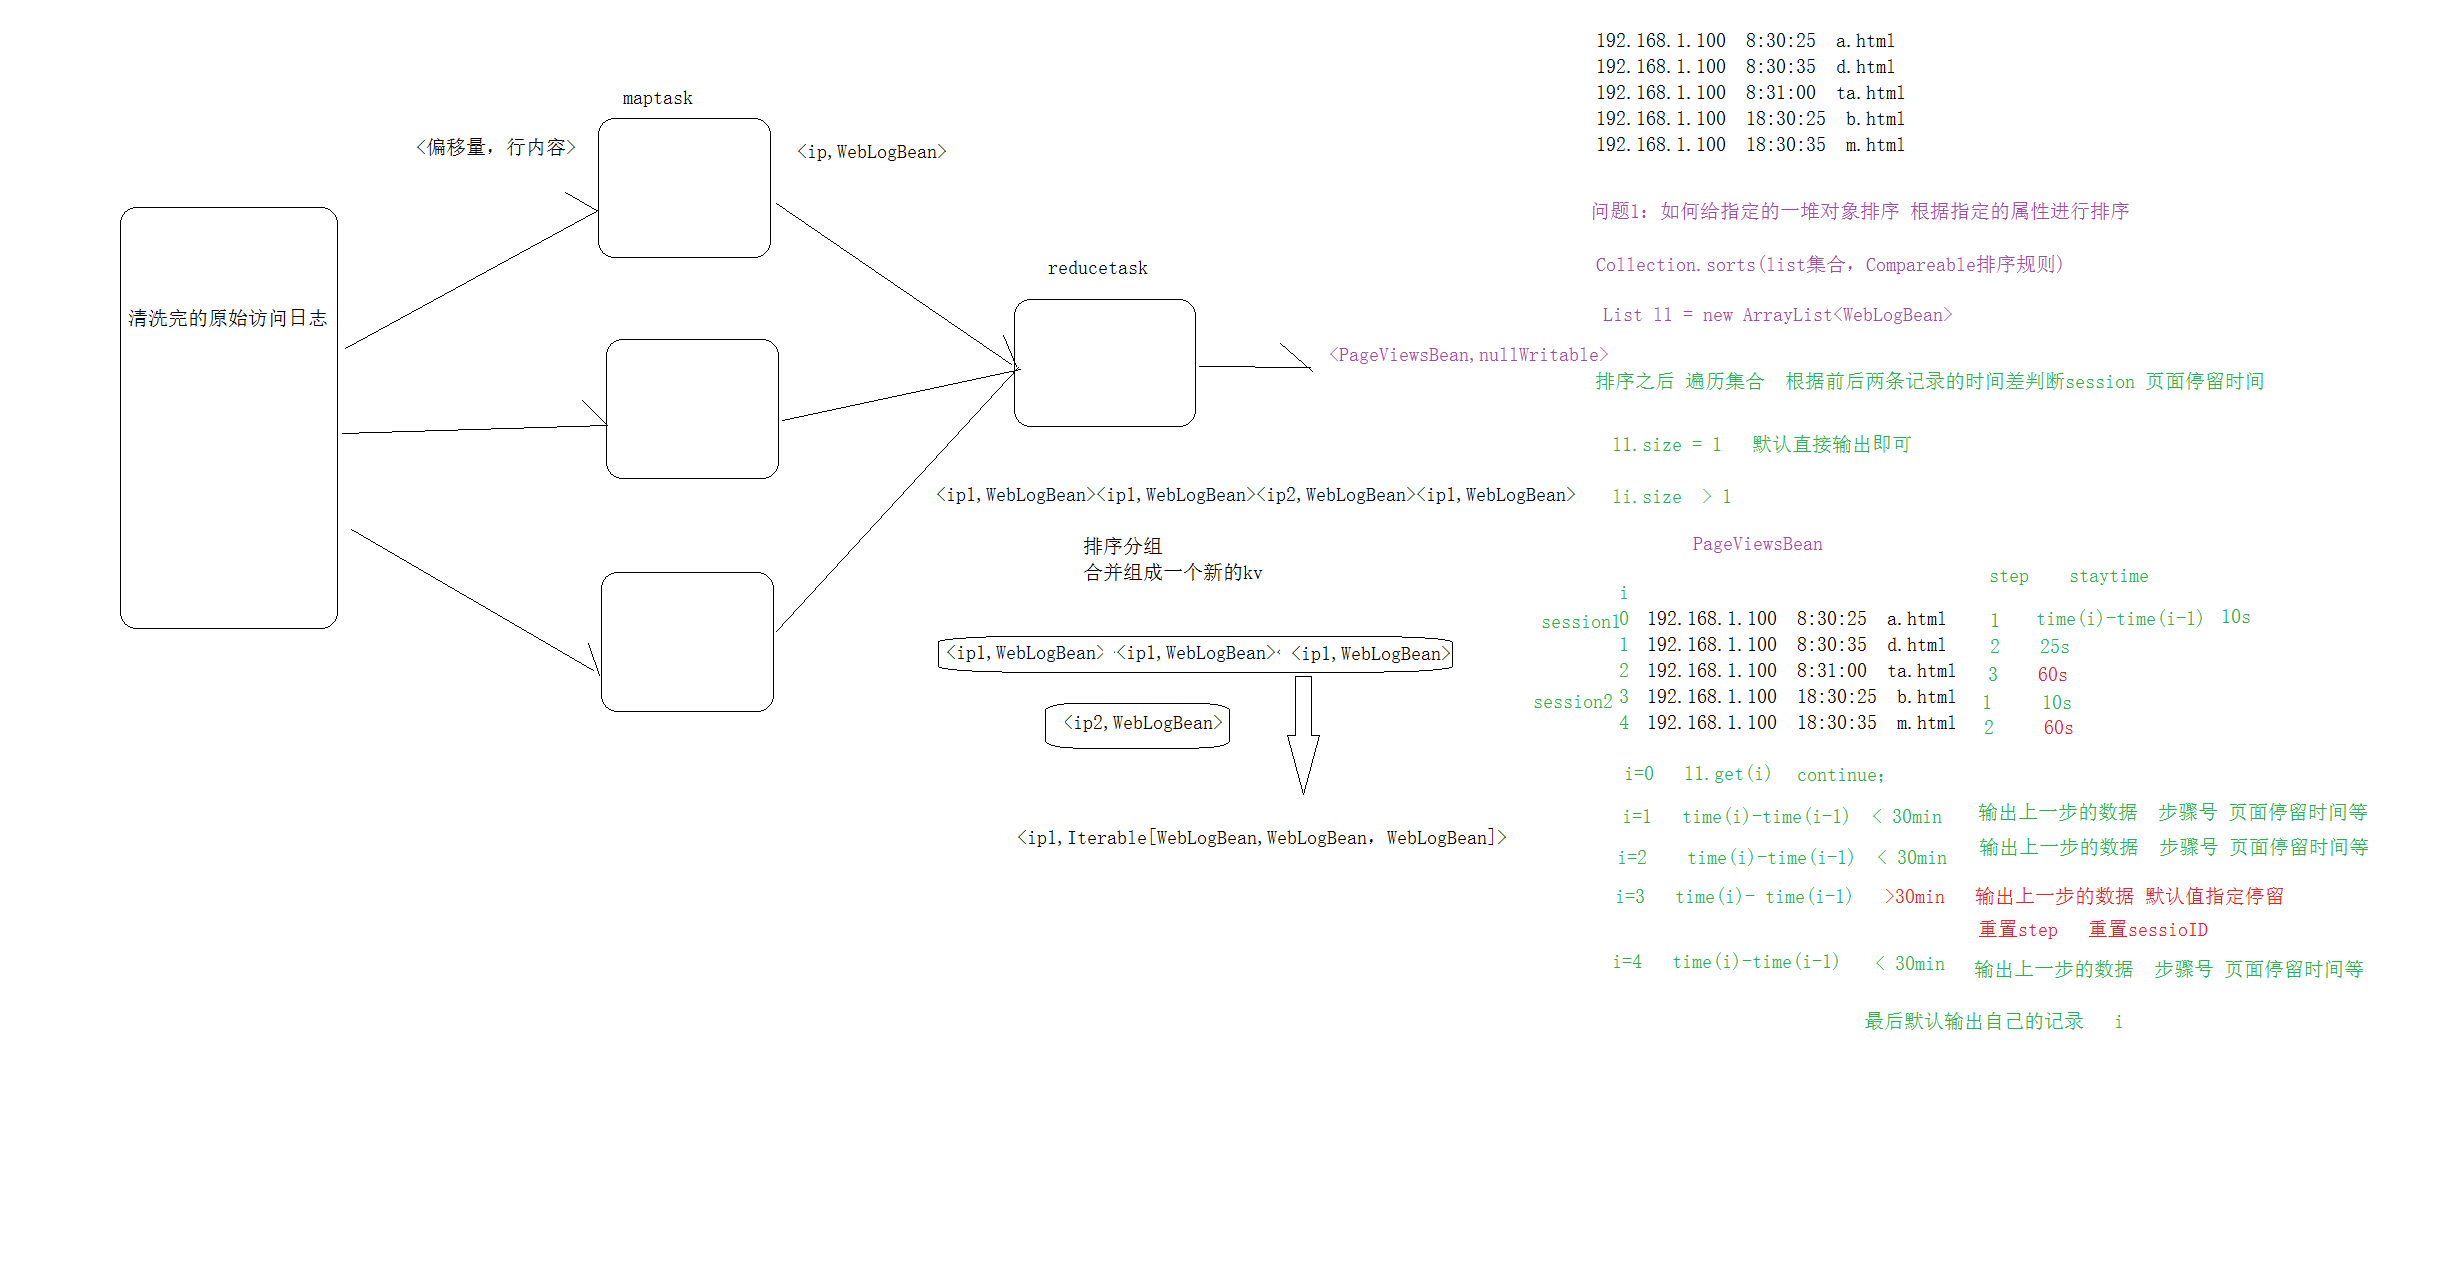 maptask
<偏移量，行内容>
<ip,WebLogBean>
清洗完的原始访问日志
reducetask
<PageViewsBean,nullWritable>
<ip1,WebLogBean><ip1,WebLogBean><ip2,WebLogBean><ip1,WebLogBean>
排序分组
合并组成一个新的kv
<ip1,WebLogBean> <ip1,WebLogBean> <ip1,WebLogBean>
<ip2,WebLogBean>
<ip1,Iterable[WebLogBean,WebLogBean，WebLogBean]>
192.168.1.100 8:30:25 a.html
192.168.1.100 8:30:35 d.html
192.168.1.100 8:31:00 ta.html
192.168.1.100 18:30:25 b.html
192.168.1.100 18:30:35 m.html
问题1：如何给指定的一堆对象排序 根据指定的属性进行排序
Collection.sorts(list集合，Compareable排序规则)
List ll = new ArrayList<WebLogBean>
排序之后 遍历集合 根据前后两条记录的时间差判断session 页面停留时间
ll.size = 1 默认直接输出即可
li.size > 1
PageViewsBean
step staytime
i
session1 0 192.168.1.100 8:30:25 a.html 1 time(i)-time(i-1) 10s
1 192.168.1.100 8:30:35 d.html 2 25s
2 192.168.1.100 8:31:00 ta.html 3 60s
session2 3 192.168.1.100 18:30:25 b.html 1 10s
4 192.168.1.100 18:30:35 m.html 2 60s
i=0 ll.get(i) continue;
i=1 time(i)-time(i-1) < 30min 输出上一步的数据 步骤号 页面停留时间等
i=2 time(i)-time(i-1) < 30min 输出上一步的数据 步骤号 页面停留时间等
i=3 time(i)- time(i-1) >30min 输出上一步的数据 默认值指定停留
重置step 重置sessioID
i=4 time(i)-time(i-1) < 30min 输出上一步的数据 步骤号 页面停留时间等
最后默认输出自己的记录 i